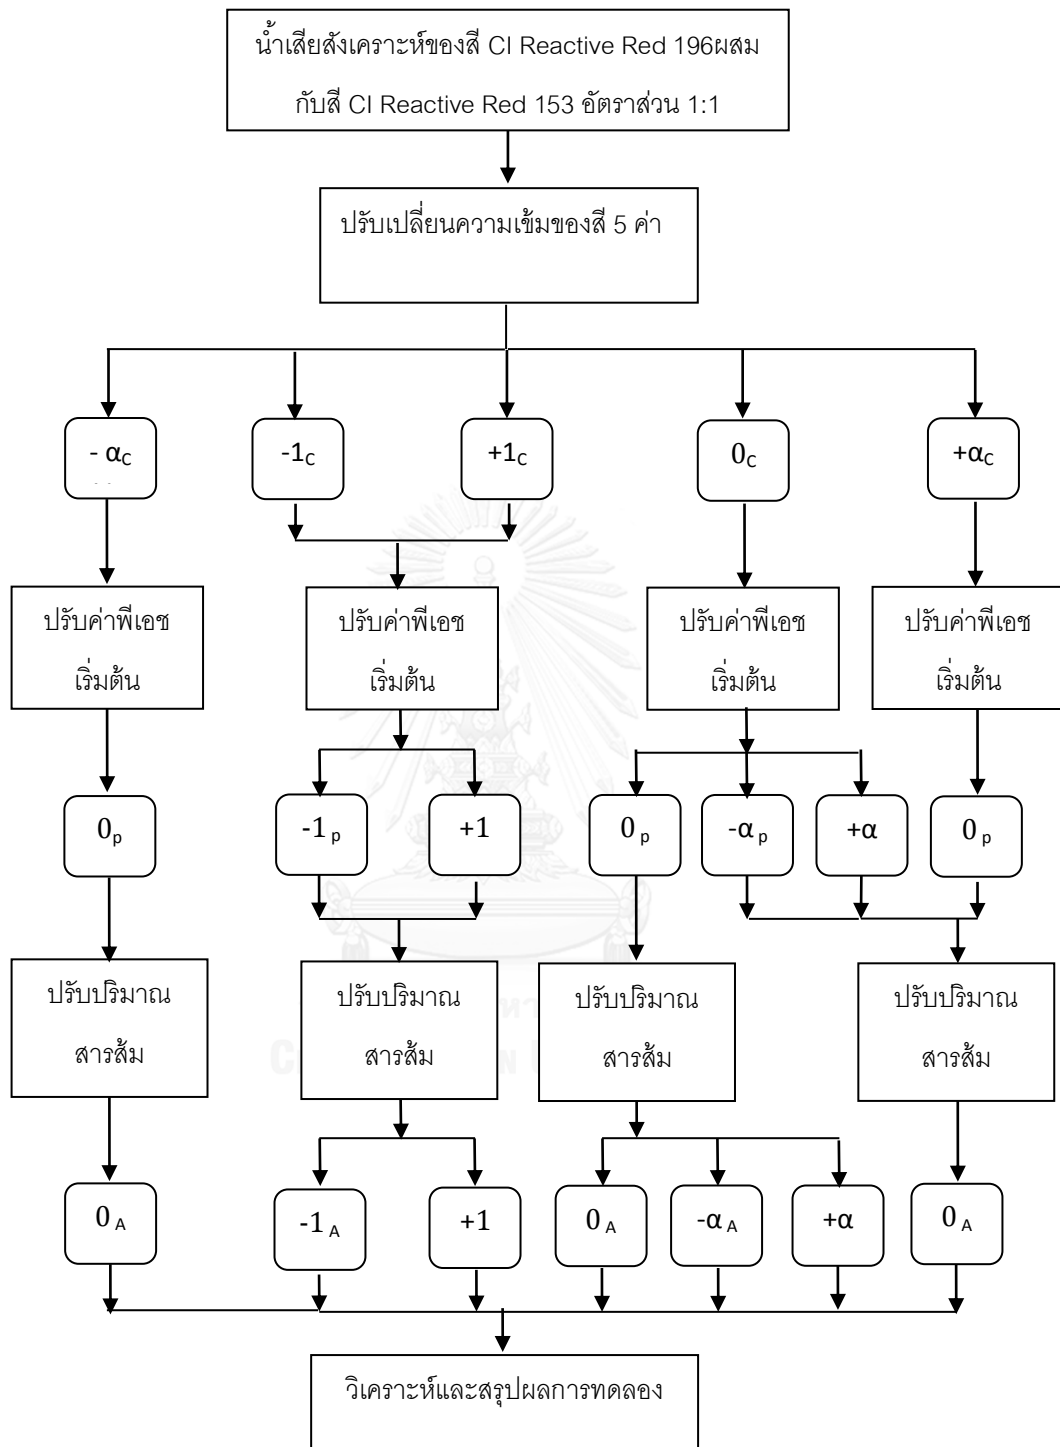 น้ำเสียสังเคราะห์ของสี CI Reactive Red 196ผสม
กับสี CI Reactive Red 153 อัตราส่วน 1:1
ปรับเปลี่ยนความเข้มของสี 5 ค่า
- αC
-1C
+1C
0C
+αC
ปรับค่าพีเอช
เริ่มต้น
ปรับค่าพีเอช
เริ่มต้น
ปรับค่าพีเอช
เริ่มต้น
ปรับค่าพีเอช
เริ่มต้น
0p
-1 p
+1
0 p
-α p
+α
0 p
ปรับปริมาณ
สารส้ม
ปรับปริมาณ
สารส้ม
ปรับปริมาณ
สารส้ม
ปรับปริมาณ
สารส้ม
0 A
-1 A
+1
0 A
-α A
+α
0 A
วิเคราะห์และสรุปผลการทดลอง